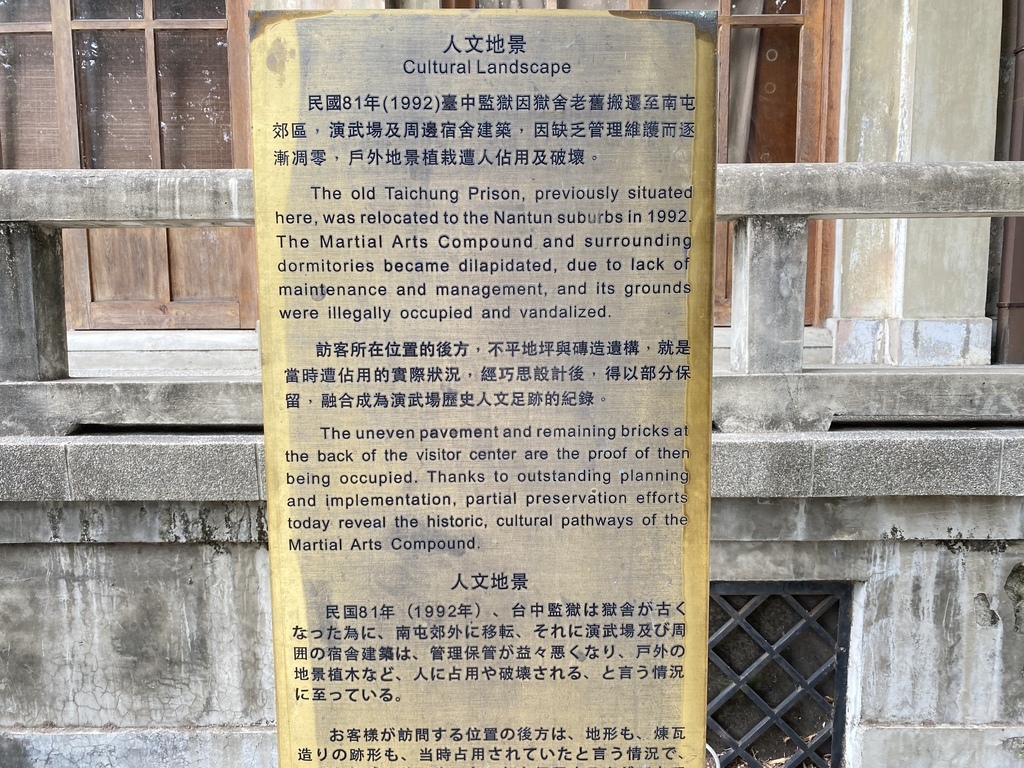 人文地景
Cultural Landscape
民國81年(1992)臺中監獄因獄舍老舊搬遷至南屯
郊區，演武場及周邊宿舍建築，因缺乏管理維護而逐
漸凋零，戶外地景植栽遭人佔用及破壞。
The old Taichung Prison, previously situated
here, was relocated to the Nantun suburbs in 1992.
The Martial Arts Compound and surrounding
dormitories became dilapidated, due to lack of
maintenance and management, and its grounds
were illegally occupied and vandalized.
訪客所在位置的後方，不平地坪與磚造遺構，就是
當時遭佔用的實際狀況，經巧思設計後，得以部分保
留，融合成為演武場歷史人文足跡的紀錄。
The uneven pavement and remaining bricks at
the back of the visitor center are the proof of then
being occupied. Thanks to outstanding planning
and implementation, partial preservation efforts
today reveal the historic, cultural pathways of the
Martial Arts Compound.
人文地景
民国81年（1992年）、台中監獄は獄舎が古く
なった為に、南屯郊外に移転、それに演武場及び周
囲の宿舎建築は、管理保管が益々悪くなり、戸外の
地景植木など、人に占用や破壊される、と言う情況
に至っている。
お客様が訪問する位置の後方は、地形も、煉瓦
造りの跡形も、当時占用されていたと言う情況で、